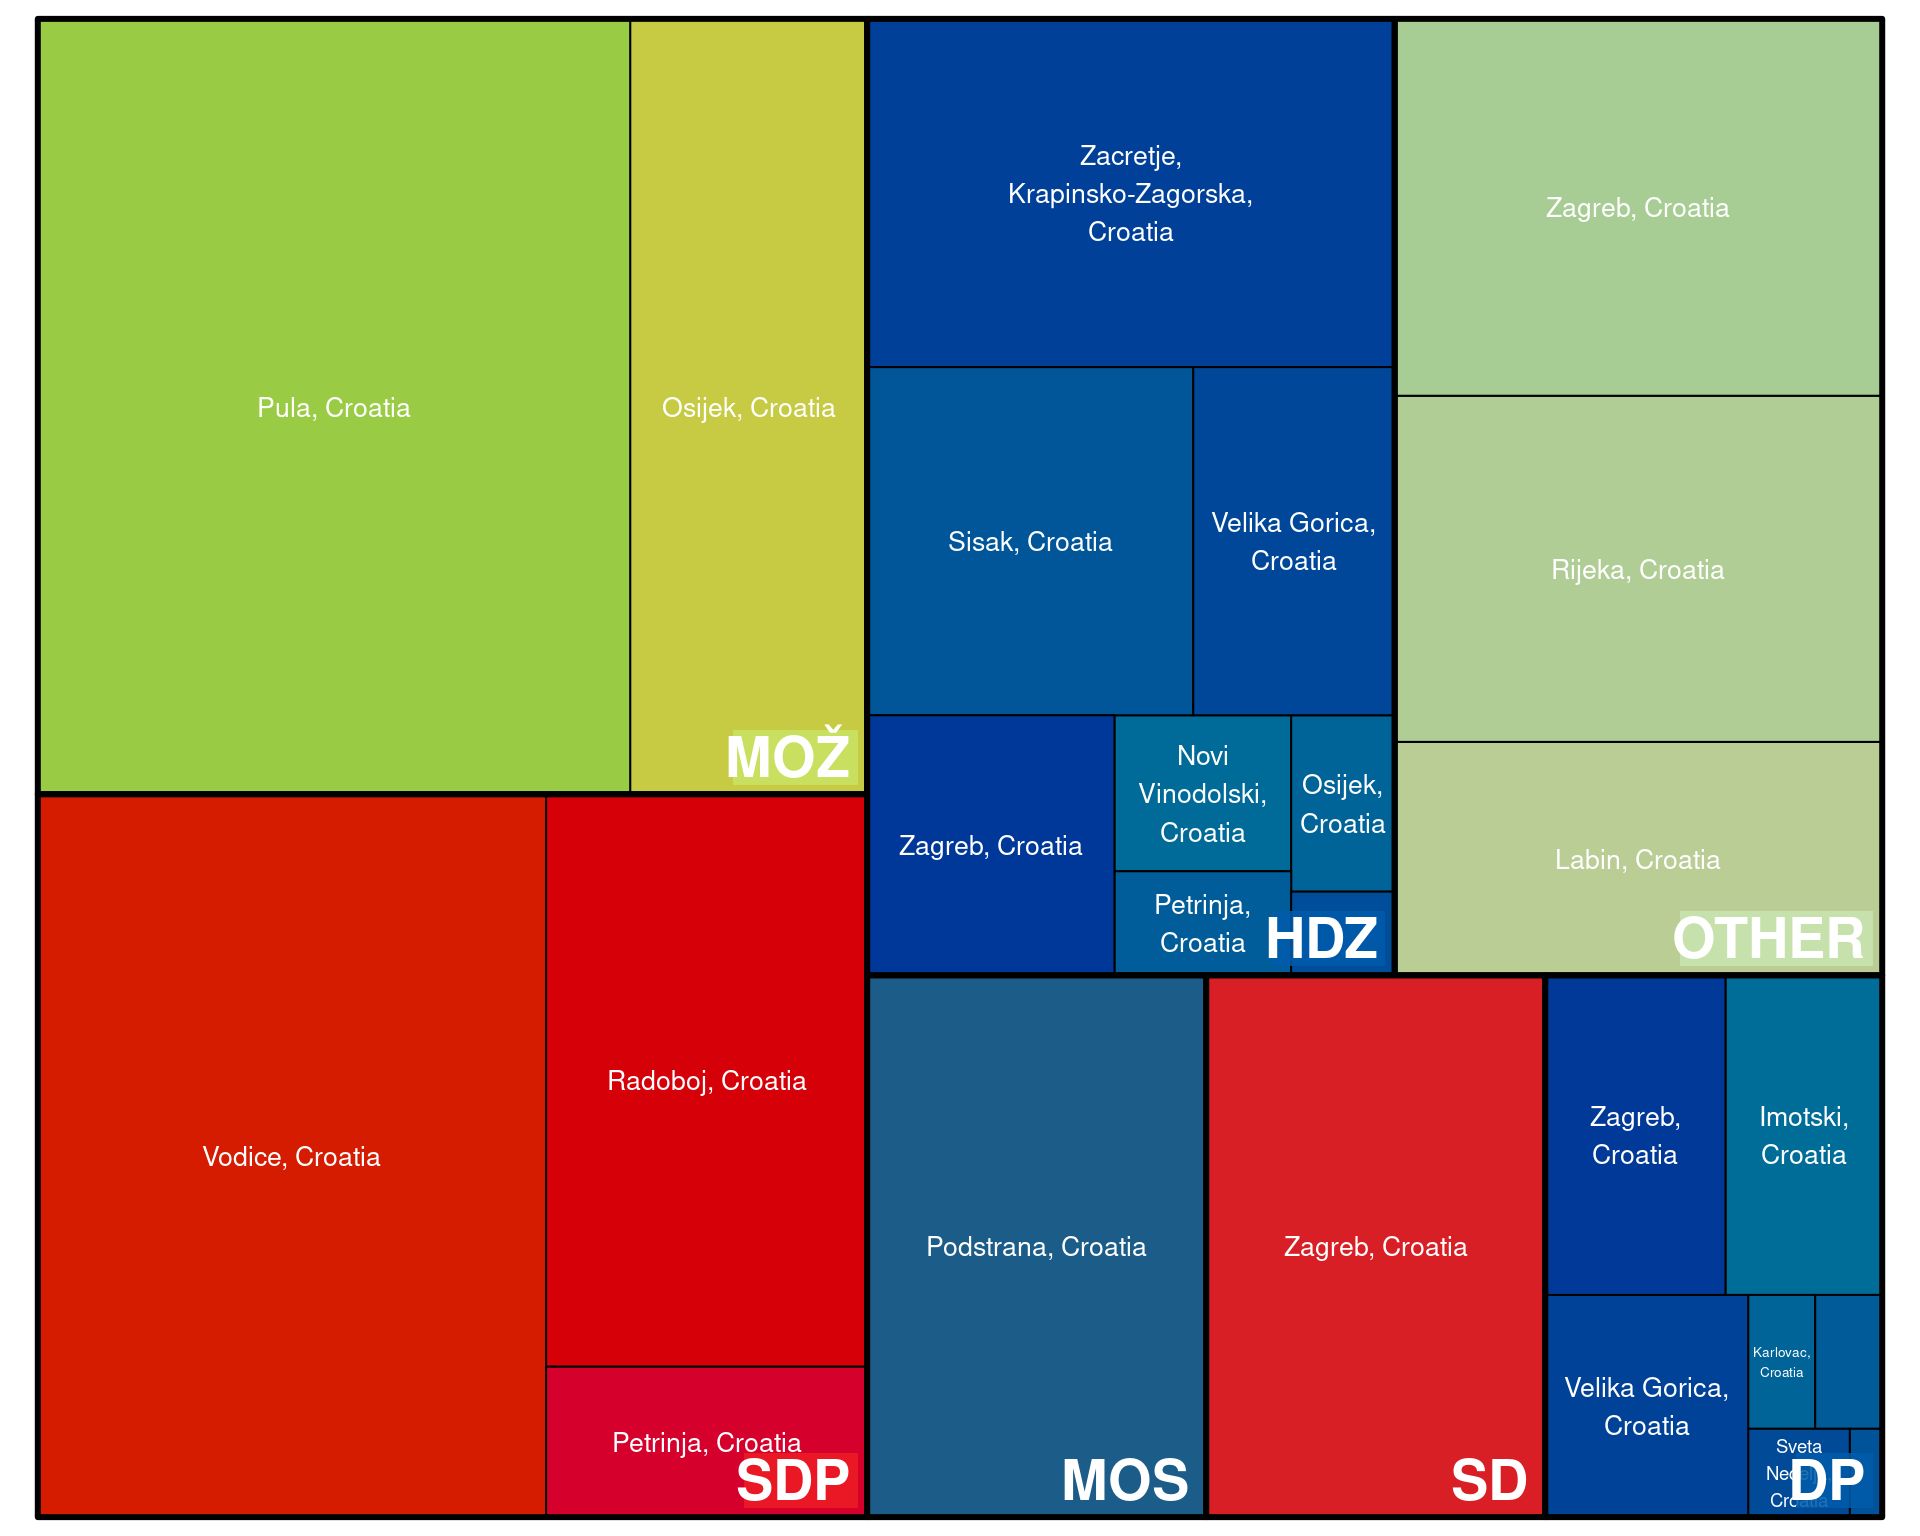 Pula, Croatia
Osijek, Croatia
MOŽ
Vodice, Croatia
Radoboj, Croatia
Petrinja, Croatia
SDP
Zacretje,
Krapinsko-Zagorska,
Croatia
Sisak, Croatia
Velika Gorica,
Croatia
Zagreb, Croatia
Novi
Vinodolski,
Croatia
Osijek,
Croatia
Petrinja,
Croatia
HDZ
Zagreb, Croatia
Rijeka, Croatia
Labin, Croatia
OTHER
Podstrana, Croatia
MOS
Zagreb, Croatia
SD
Zagreb,
Croatia
Imotski,
Croatia
Velika Gorica,
Croatia
Karlovac,
Croatia
Sveta
Croatia
DP